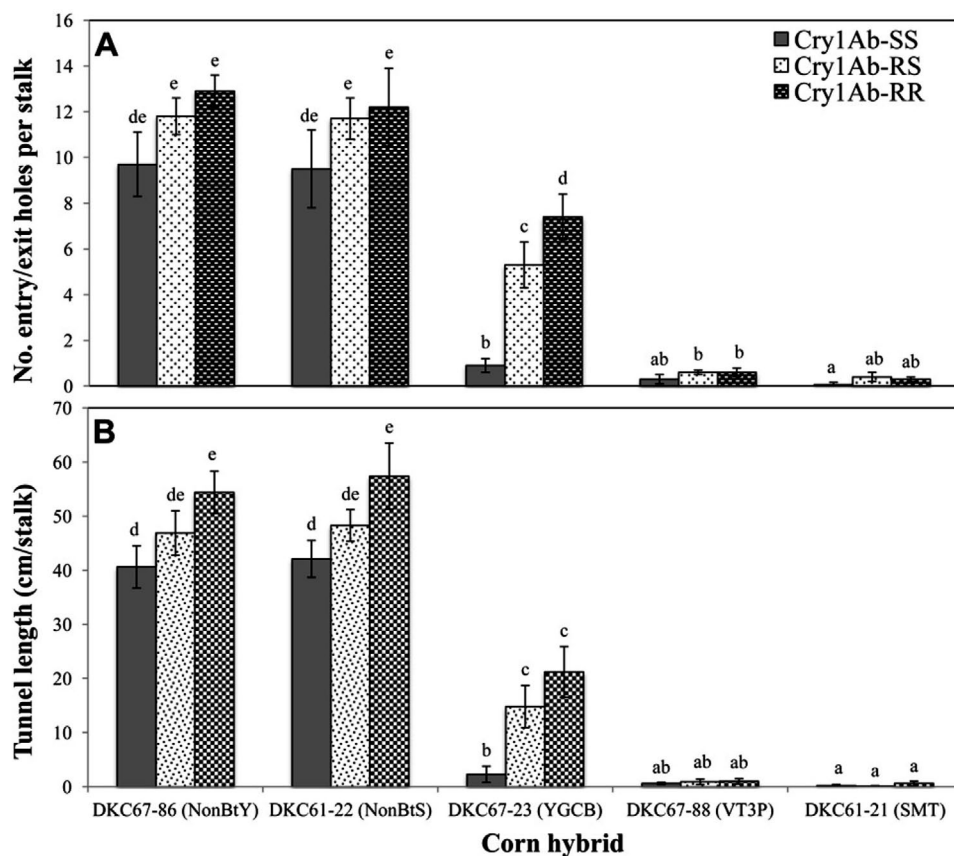 A
Cry1Ab-SS
Cry1Ab-RS
Cry1Ab-RR
No. entry/exit holes per stalk
16
14
12
10
8
6
4
2
0
de e e
de e e
b c d
ab b b
a ab ab
B
Tunnel length (cm/stalk)
70
60
50
40
30
20
10
0
d de e
d de e
b c c
ab ab ab
a a a
DKC67-86 (NonBtY) DKC61-22 (NonBtS) DKC67-23 (YGCB) DKC67-88 (VT3P) DKC61-21 (SMT)
Corn hybrid